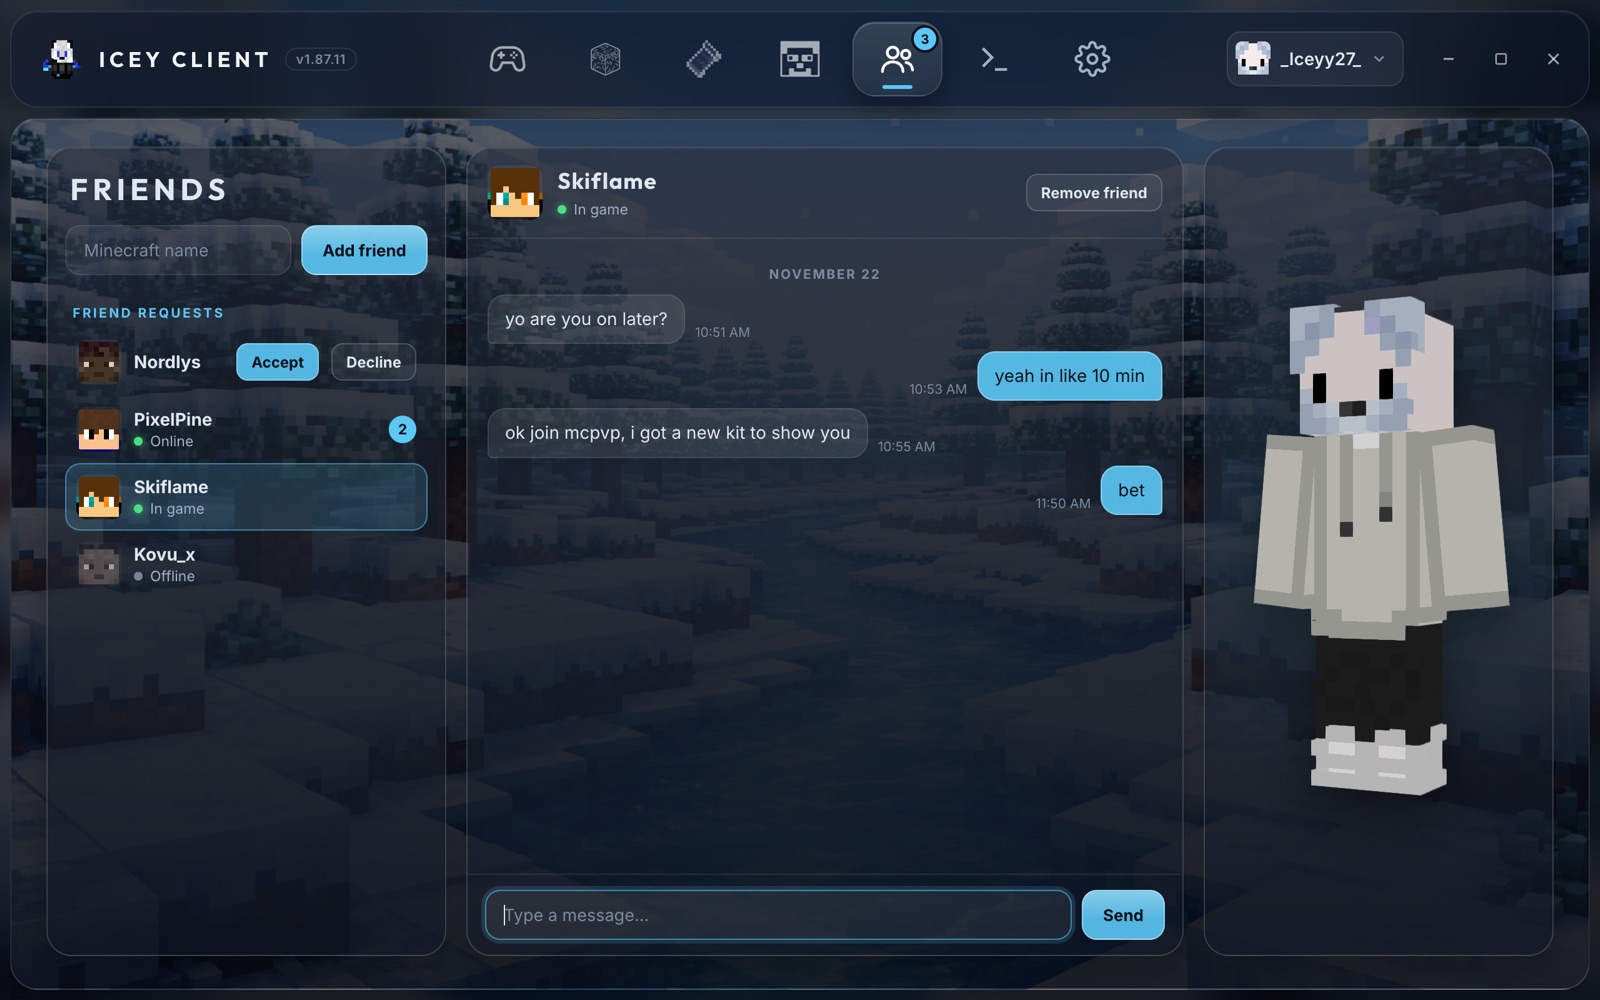 ICEY CLIENT
v1.87.11
3
_Iceyy27_
FRIENDS
Minecraft name
Add friend
FRIEND REQUESTS
Nordlys
Accept
Decline
PixelPine
Online
2
Skiflame
In game
Kovu_x
Offline
Skiflame
In game
Remove friend
NOVEMBER 22
yo are you on later?
10:51 AM
10:53 AM
yeah in like 10 min
ok join mcpvp, i got a new kit to show you
10:55 AM
11:50 AM
bet
Type a message...
Send